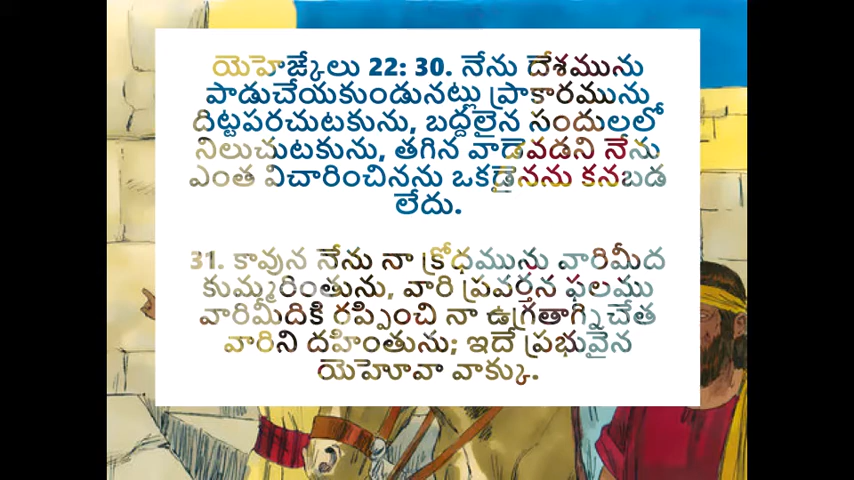 యెహెఙ్కేలు 22: 30. నేను దేశమును
పాడుచేయకుండునట్లు ప్రాకారమును
దిట్టపరచుటకును, బద్దలైన సందులలో
నిలుచుటకును, తగిన వాడెవడని నేను
ఎంత విచారించినను ఒకడైనను కనబడ
లేదు.
31. కావున నేను నా క్రోధమును వారిమీద
కుమ్మరింతును, వారి ప్రవర్తన ఫలము
వారిమీదికి రప్పించి నా ఉగ్రతాగ్నిచేత
వారిని దహింతును; ఇదే ప్రభువైన
యెహోవా వాక్కు.